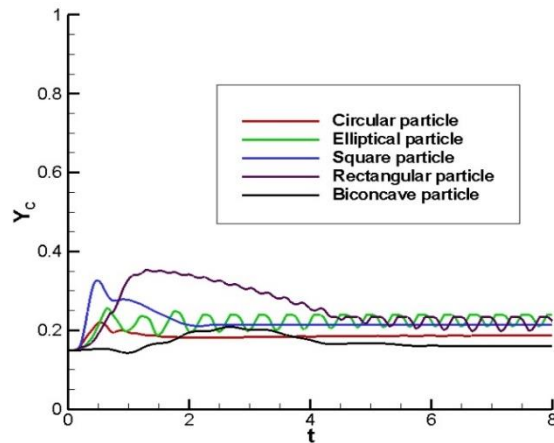 1
0.8
0.6
0.4
0.2
0
Y_C
Circular particle
Elliptical particle
Square particle
Rectangular particle
Biconcave particle
0 2 4 6 8
t